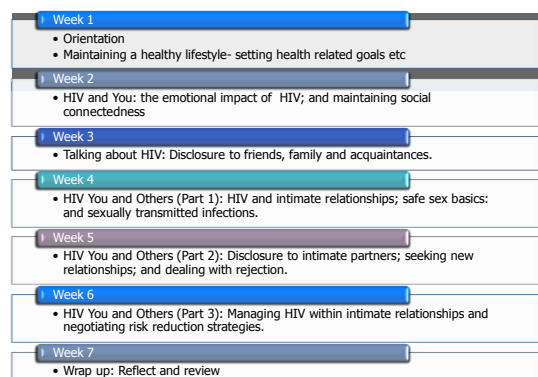 Week 1
• Orientation
• Maintaining a healthy lifestyle- setting health related goals etc
Week 2
• HIV and You: the emotional impact of HIV; and maintaining social
connectedness
Week 3
• Talking about HIV: Disclosure to friends, family and acquaintances.
Week 4
• HIV You and Others (Part 1): HIV and intimate relationships; safe sex basics:
and sexually transmitted infections.
Week 5
• HIV You and Others (Part 2): Disclosure to intimate partners; seeking new
relationships; and dealing with rejection.
Week 6
• HIV You and Others (Part 3): Managing HIV within intimate relationships and
negotiating risk reduction strategies.
Week 7
• Wrap up: Reflect and review